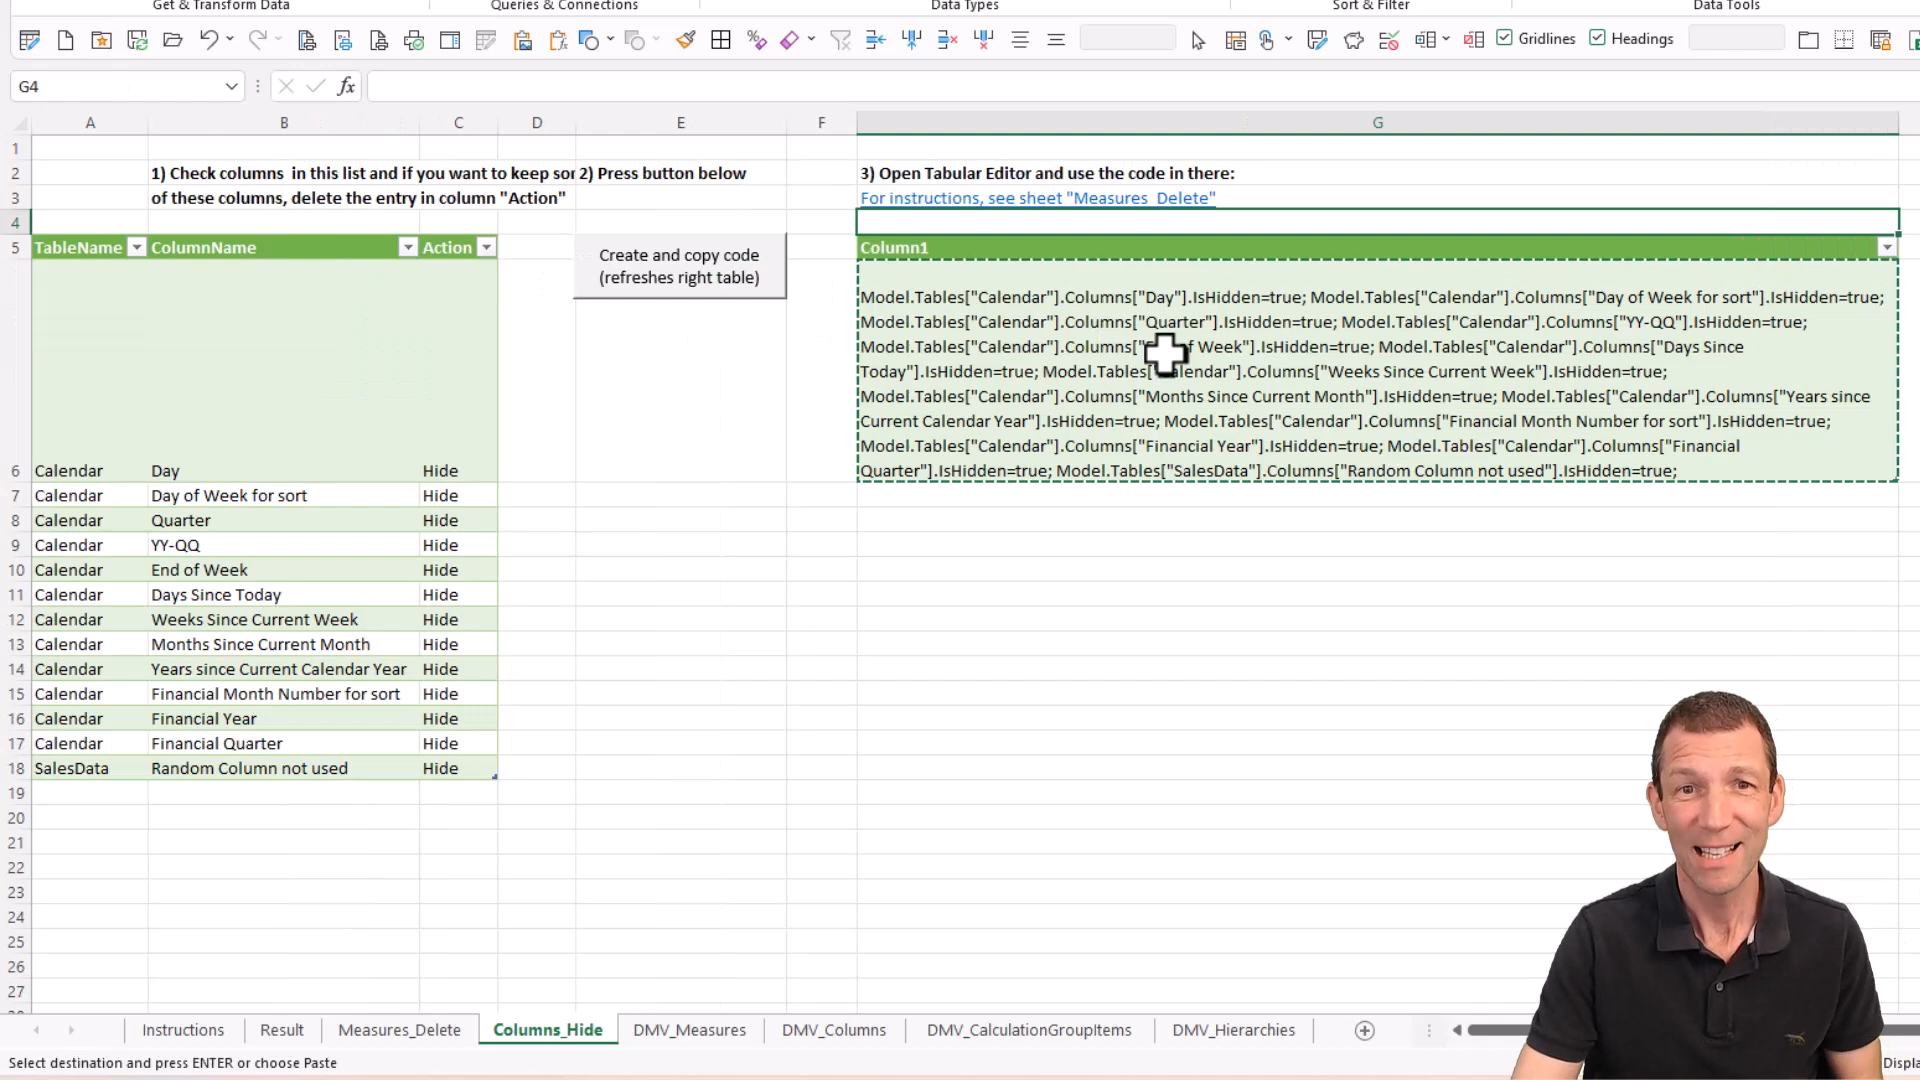 Get & Transform Data
Queries & Connections
Data Types
Sort & Filter
Data Tools
Gridlines
Headings
G4
fx
A B C D E F G
1
2 1) Check columns in this list and if you want to keep sor 2) Press button below 3) Open Tabular Editor and use the code in there:
3 of these columns, delete the entry in column "Action" For instructions, see sheet "Measures_Delete"
4
5 TableName ColumnName Action Column1
Create and copy code
(refreshes right table)
Model.Tables["Calendar"].Columns["Day"].IsHidden=true; Model.Tables["Calendar"].Columns["Day of Week for sort"].IsHidden=true;
Model.Tables["Calendar"].Columns["Quarter"].IsHidden=true; Model.Tables["Calendar"].Columns["YY-QQ"].IsHidden=true;
Model.Tables["Calendar"].Columns[" of Week"].IsHidden=true; Model.Tables["Calendar"].Columns["Days Since
Today"].IsHidden=true; Model.Tables["Calendar"].Columns["Weeks Since Current Week"].IsHidden=true;
Model.Tables["Calendar"].Columns["Months Since Current Month"].IsHidden=true; Model.Tables["Calendar"].Columns["Years since
Current Calendar Year"].IsHidden=true; Model.Tables["Calendar"].Columns["Financial Month Number for sort"].IsHidden=true;
Model.Tables["Calendar"].Columns["Financial Year"].IsHidden=true; Model.Tables["Calendar"].Columns["Financial
Quarter"].IsHidden=true; Model.Tables["SalesData"].Columns["Random Column not used"].IsHidden=true;
6 Calendar Day Hide
7 Calendar Day of Week for sort Hide
8 Calendar Quarter Hide
9 Calendar YY-QQ Hide
10 Calendar End of Week Hide
11 Calendar Days Since Today Hide
12 Calendar Weeks Since Current Week Hide
13 Calendar Months Since Current Month Hide
14 Calendar Years since Current Calendar Year Hide
15 Calendar Financial Month Number for sort Hide
16 Calendar Financial Year Hide
17 Calendar Financial Quarter Hide
18 SalesData Random Column not used Hide
19
20
21
22
23
24
25
26
27
Instructions Result Measures_Delete Columns_Hide DMV_Measures DMV_Columns DMV_CalculationGroupItems DMV_Hierarchies
Select destination and press ENTER or choose Paste
Displa